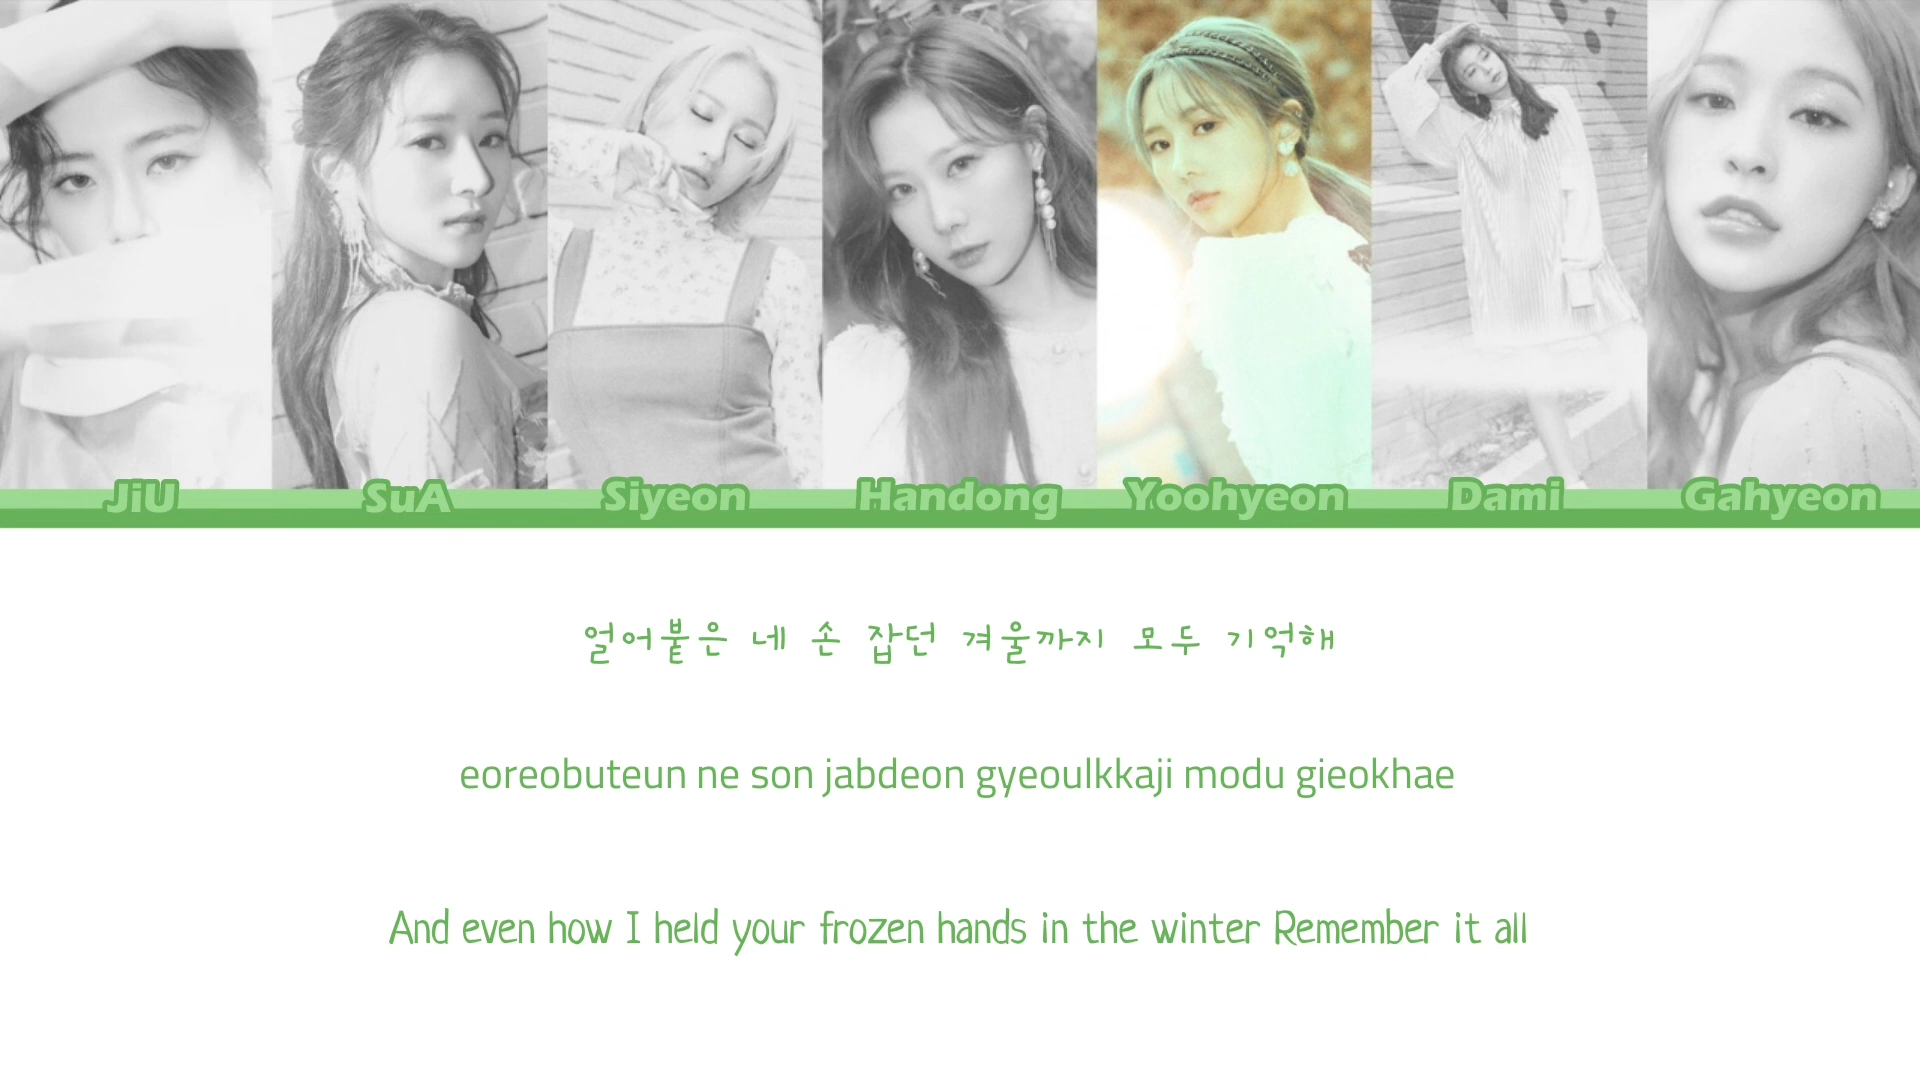 JiU SuA Siyeon Handong Yoohyeon Dami Gahyeon
얼어붙은 네 손 잡던 겨울까지 모두 기억해
eoreobuteun ne son jabdeon gyeoulkkaji modu gieokhae
And even how I held your frozen hands in the winter Remember it all